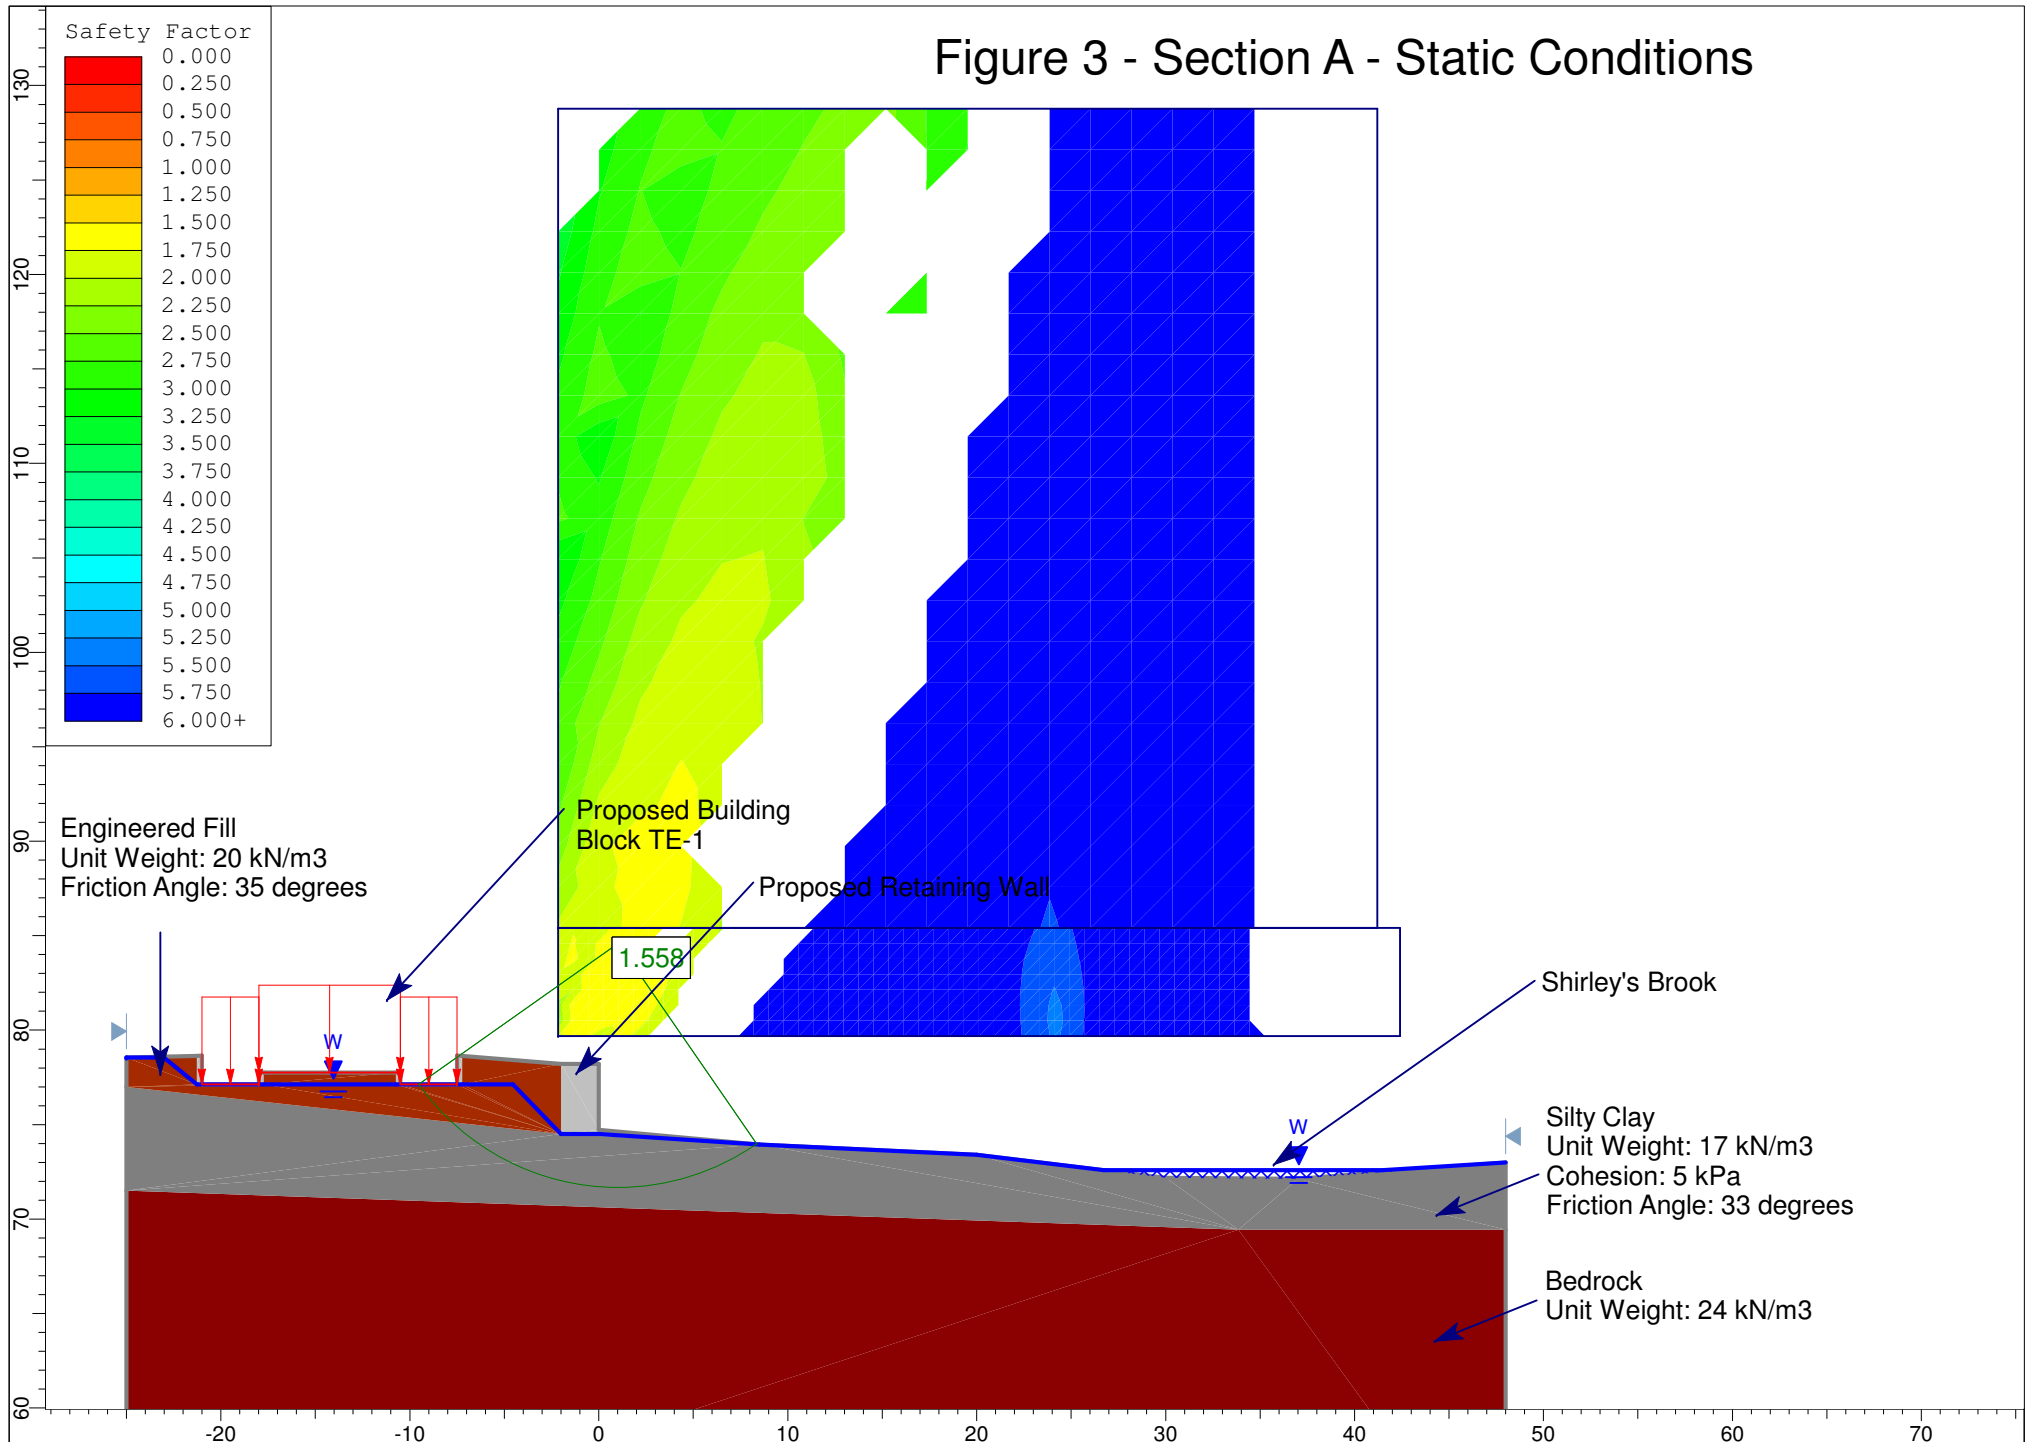 Safety Factor
0.000
0.250
0.500
0.750
1.000
1.250
1.500
1.750
2.000
2.250
2.500
2.750
3.000
3.250
3.500
3.750
4.000
4.250
4.500
4.750
5.000
5.250
5.500
5.750
6.000+
Figure 3 - Section A - Static Conditions
Engineered Fill
Unit Weight: 20 kN/m3
Friction Angle: 35 degrees
Proposed Building
Block TE-1
Proposed Retaining Wall
1.558
Shirley's Brook
W
W
Silty Clay
Unit Weight: 17 kN/m3
Cohesion: 5 kPa
Friction Angle: 33 degrees
Bedrock
Unit Weight: 24 kN/m3
130
120
110
100
90
80
70
60
-20 -10 0 10 20 30 40 50 60 70